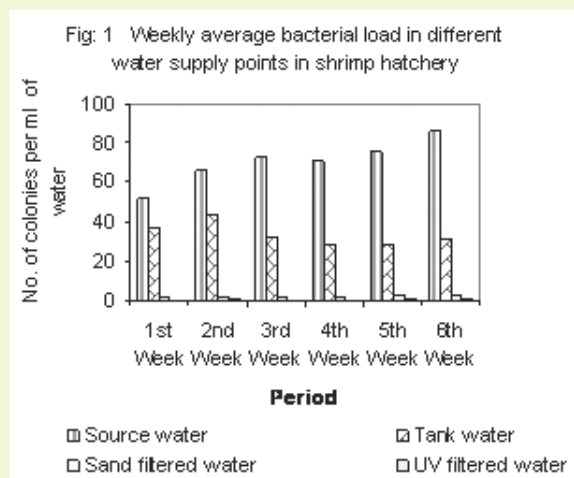 Fig: 1 Weekly average bacterial load in different
water supply points in shrimp hatchery
No. of colonies per ml of
water
100
80
60
40
20
0
1st 2nd 3rd 4th 5th 6th
Week Week Week Week Week Week
Period
Source water Tank water
Sand filtered water UV filtered water